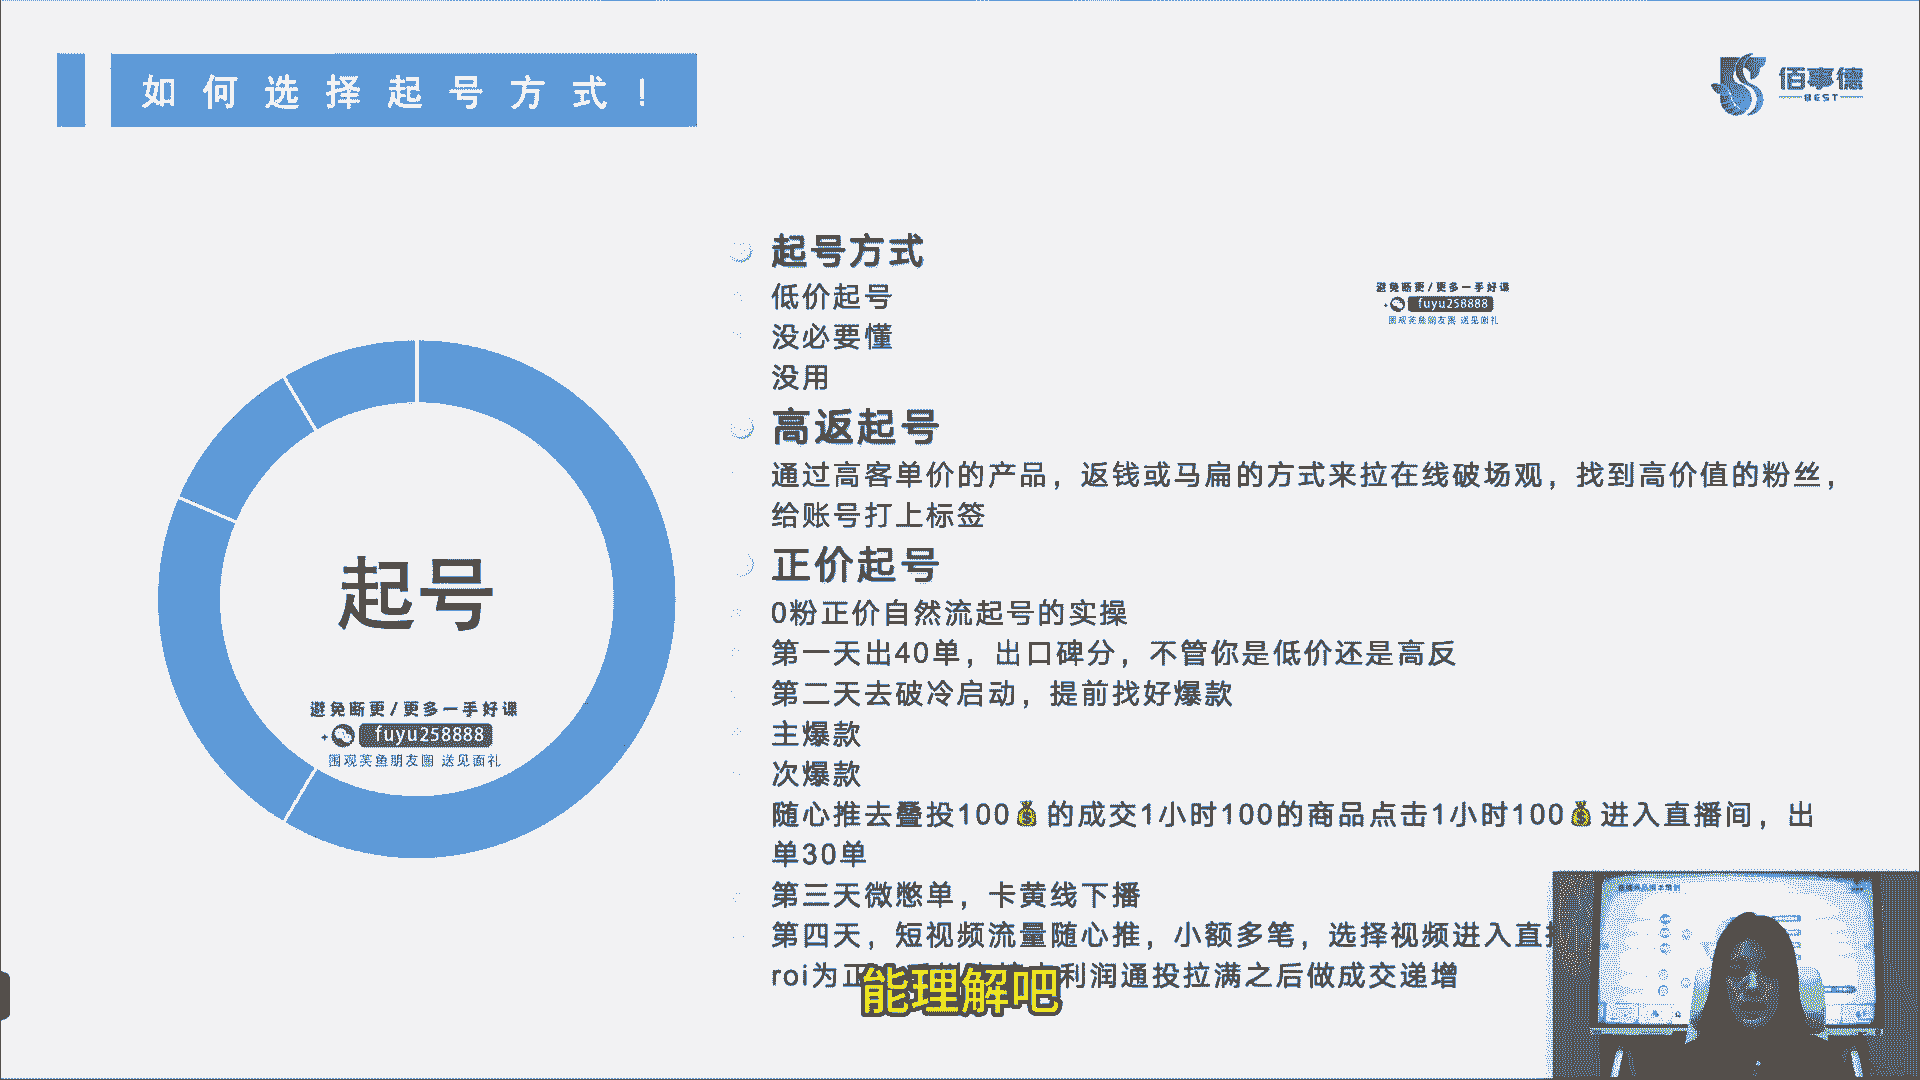 如何选择起号方式！
佰事德
BEST
起号方式
低价起号
没必要懂
没用
高返起号
通过高客单价的产品，返钱或马扁的方式来拉在线破场观，找到高价值的粉丝，
给账号打上标签
正价起号
0粉正价自然流起号的实操
第一天出40单，出口碑分，不管你是低价还是高反
第二天去破冷启动，提前找好爆款
主爆款
次爆款
随心推去叠投100💰的成交1小时100的商品点击1小时100💰进入直播间，出
单30单
第三天微憋单，卡黄线下播
第四天，短视频流量随心推，小额多笔，选择视频进入直播
roi为正
利润通投拉满之后做成交递增
能理解吧
起号
避免断更/更多一手好课
fuyu258888
围观芙鱼朋友圈 送见面礼
避免断更/更多一手好课
fuyu258888
围观芙鱼朋友圈 送见面礼